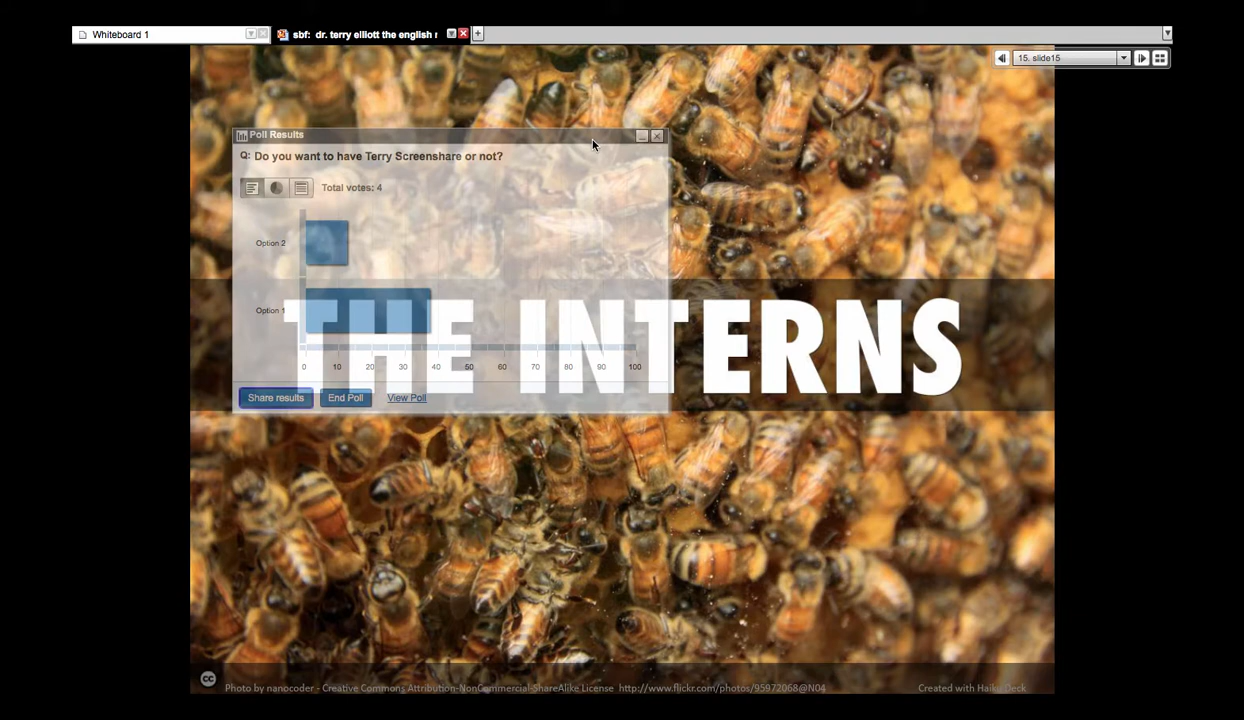 Whiteboard 1
sbf: dr. terry elliott the english r
15. slide15
Poll Results
Q: Do you want to have Terry Screenshare or not?
Total votes: 4
Option 2
Option 1
0 10 20 30 40 50 60 70 80 90 100
Share results End Poll View Poll
THE INTERNS
cc
Photo by nanocoder - Creative Commons Attribution-NonCommercial-ShareAlike License http://www.flickr.com/photos/95972068@N04
Created with Haiku Deck